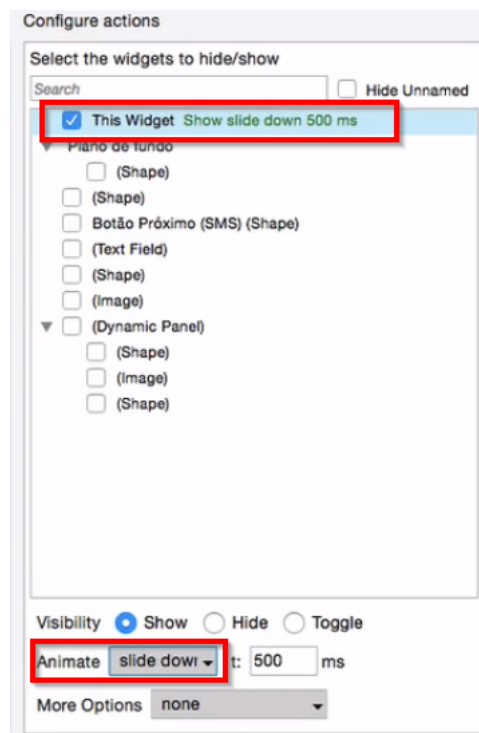 Configure actions
Select the widgets to hide/show
Search
Hide Unnamed
This Widget Show slide down 500 ms
Plano de fundo
(Shape)
(Shape)
Botão Próximo (SMS) (Shape)
(Text Field)
(Shape)
(Image)
(Dynamic Panel)
(Shape)
(Image)
(Shape)
Visibility Show Hide Toggle
Animate slide down t: 500 ms
More Options none